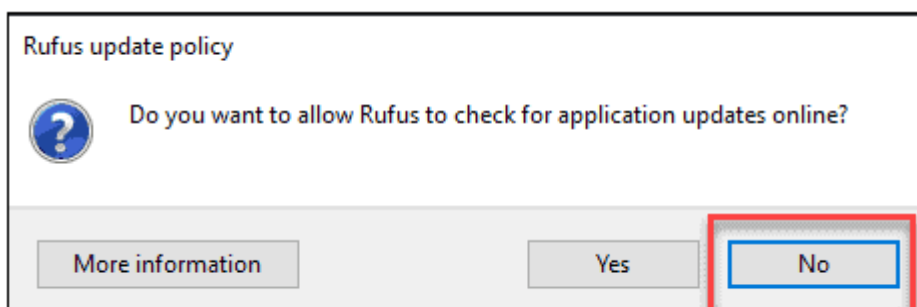 Rufus update policy
Do you want to allow Rufus to check for application updates online?
More information
Yes
No